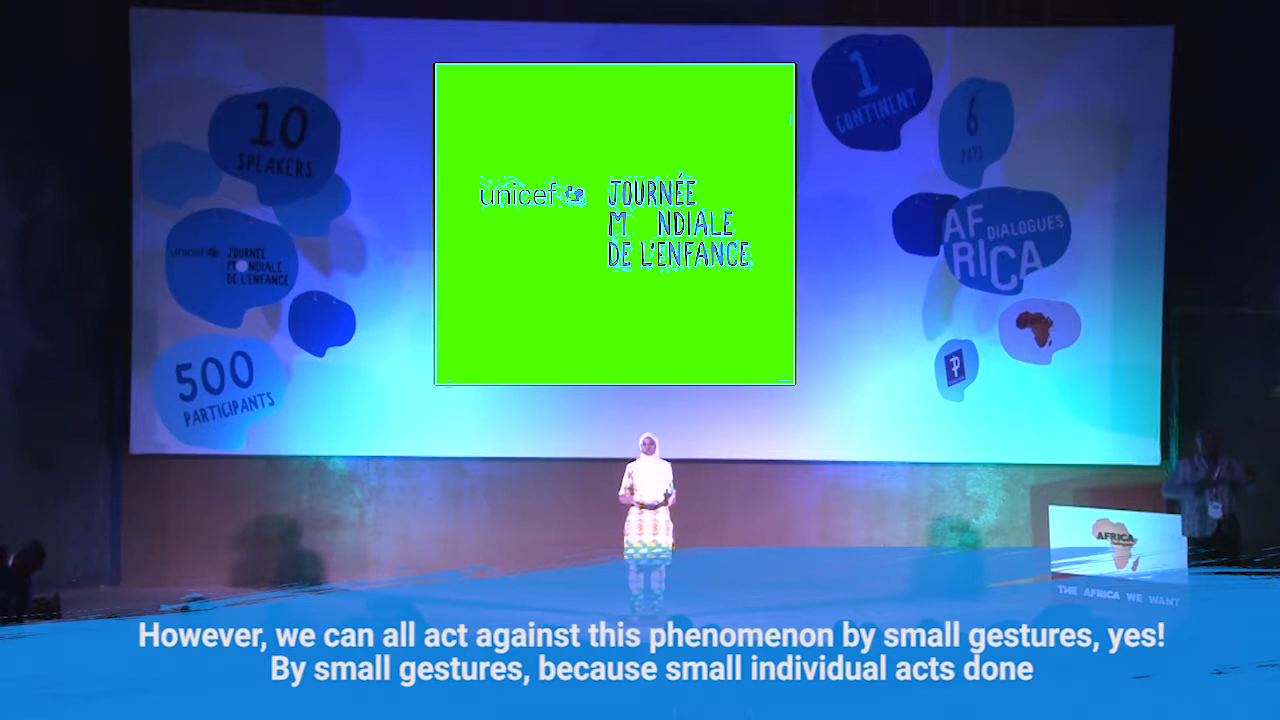 10
SPEAKERS
unicef
JOURNÉE
M NDIALE
DE L'ENFANCE
500
PARTICIPANTS
unicef
JOURNÉE
M NDIALE
DE L'ENFANCE
1
CONTINENT
6
PAYS
AF
DIALOGUES
RICA
AFRICA
THE AFRICA WE WANT
However, we can all act against this phenomenon by small gestures, yes!
By small gestures, because small individual acts done